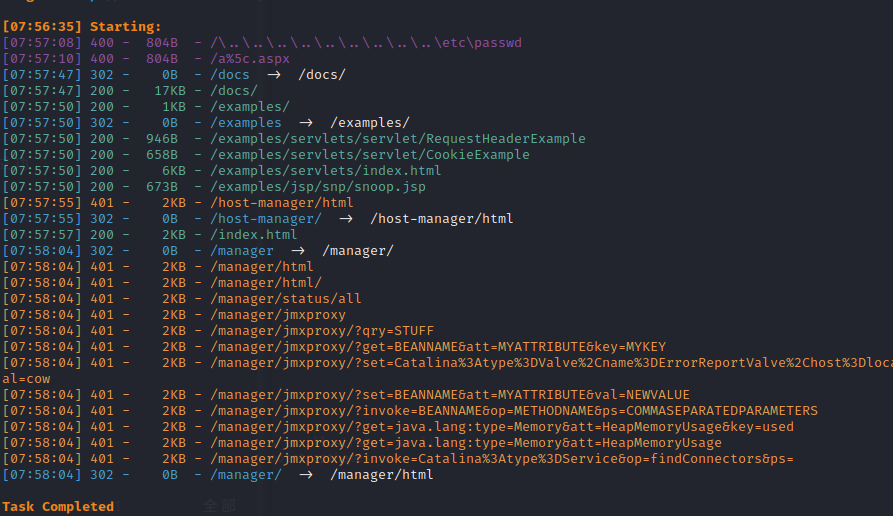 [07:56:35] Starting:
[07:57:08] 400 -  804B  - /\..\..\..\..\..\..\..\..\..\etc\passwd
[07:57:10] 400 -  804B  - /a%5c.aspx
[07:57:47] 302 -    0B  - /docs  ->  /docs/
[07:57:47] 200 -   17KB - /docs/
[07:57:50] 200 -    1KB - /examples/
[07:57:50] 302 -    0B  - /examples  ->  /examples/
[07:57:50] 200 -  946B  - /examples/servlets/servlet/RequestHeaderExample
[07:57:50] 200 -  658B  - /examples/servlets/servlet/CookieExample
[07:57:50] 200 -    6KB - /examples/servlets/index.html
[07:57:50] 200 -  673B  - /examples/jsp/snp/snoop.jsp
[07:57:55] 401 -    2KB - /host-manager/html
[07:57:55] 302 -    0B  - /host-manager/  ->  /host-manager/html
[07:57:57] 200 -    2KB - /index.html
[07:58:04] 302 -    0B  - /manager  ->  /manager/
[07:58:04] 401 -    2KB - /manager/html
[07:58:04] 401 -    2KB - /manager/html/
[07:58:04] 401 -    2KB - /manager/status/all
[07:58:04] 401 -    2KB - /manager/jmxproxy
[07:58:04] 401 -    2KB - /manager/jmxproxy/?qry=STUFF
[07:58:04] 401 -    2KB - /manager/jmxproxy/?get=BEANNAME&att=MYATTRIBUTE&key=MYKEY
[07:58:04] 401 -    2KB - /manager/jmxproxy/?set=Catalina%3Atype%3DValve%2Cname%3DErrorReportValve%2Chost%3Dloca
al=cow
[07:58:04] 401 -    2KB - /manager/jmxproxy/?set=BEANNAME&att=MYATTRIBUTE&val=NEWVALUE
[07:58:04] 401 -    2KB - /manager/jmxproxy/?invoke=BEANNAME&op=METHODNAME&ps=COMMASEPARATEDPARAMETERS
[07:58:04] 401 -    2KB - /manager/jmxproxy/?get=java.lang:type=Memory&att=HeapMemoryUsage&key=used
[07:58:04] 401 -    2KB - /manager/jmxproxy/?get=java.lang:type=Memory&att=HeapMemoryUsage
[07:58:04] 401 -    2KB - /manager/jmxproxy/?invoke=Catalina%3Atype%3DService&op=findConnectors&ps=
[07:58:04] 302 -    0B  - /manager/  ->  /manager/html
Task Completed
全部